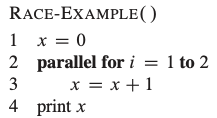 RACE-EXAMPLE()
1 x = 0
2 parallel for i = 1 to 2
3 x = x + 1
4 print x